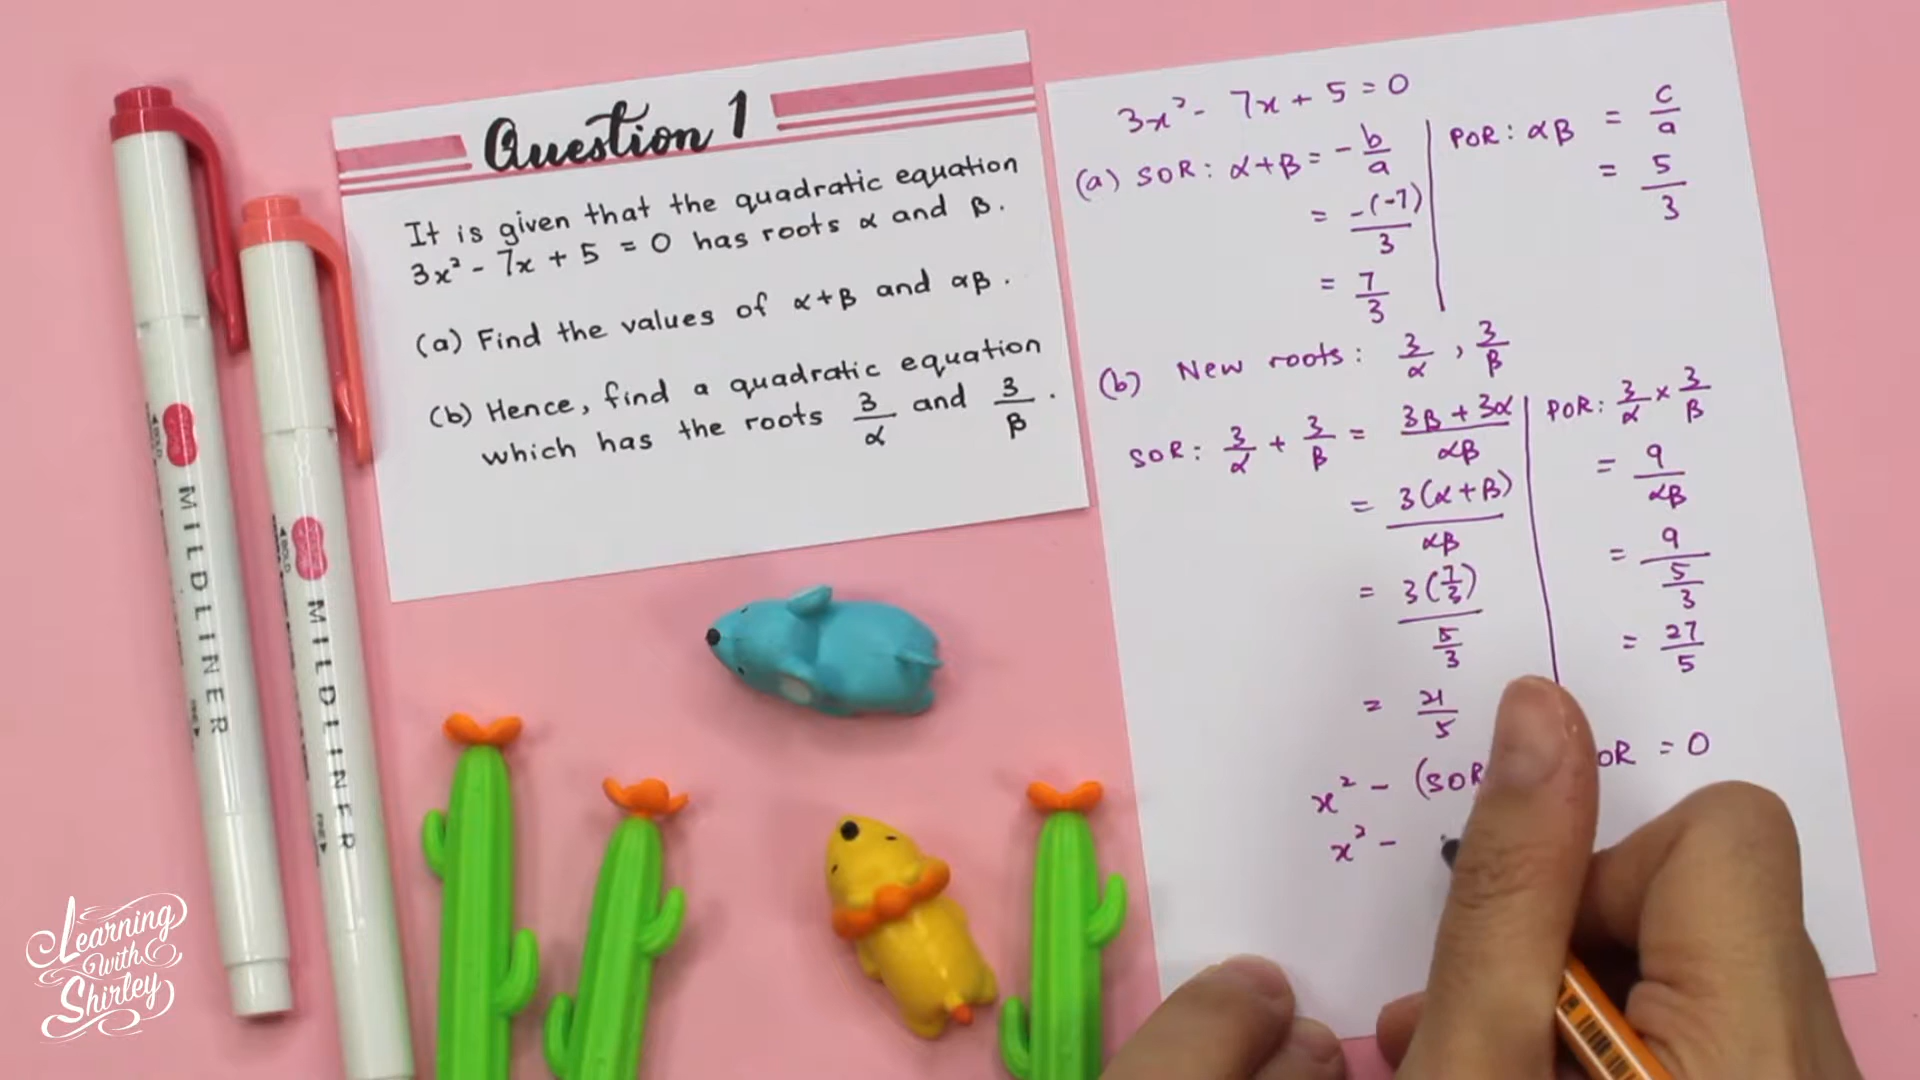 Question 1
It is given that the quadratic equation
3x² - 7x + 5 = 0 has roots α and β.
(a) Find the values of α+β and αβ.
(b) Hence, find a quadratic equation
which has the roots 3/α and 3/β.
3x² - 7x + 5 = 0
(a) SOR: α+β = -b/a
= -(-7)/3
= 7/3
POR: αβ = c/a
= 5/3
(b) New roots: 3/α, 3/β
SOR: 3/α + 3/β = (3β + 3α)/αβ
= 3(α+β)/αβ
= 3(7/3)/(5/3)
= 21/5
POR: 3/α × 3/β
= 9/αβ
= 9/(5/3)
= 27/5
x² - (SOR OR = 0
x² -
MILDLINER
MILDLINER
Learning
with
Shirley